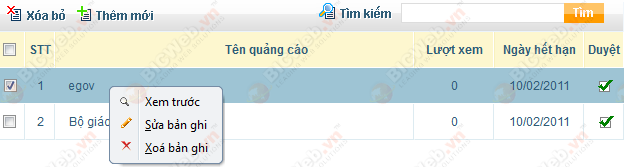 Xóa bỏ Thêm mới Tìm kiếm Tìm
STT Tên quảng cáo Lượt xem Ngày hết hạn Duyệt
1 egov 0 10/02/2011
Xem trước
2 Bộ giáo 0 10/02/2011
Sửa bản ghi
Xoá bản ghi
BIGWeb.vn